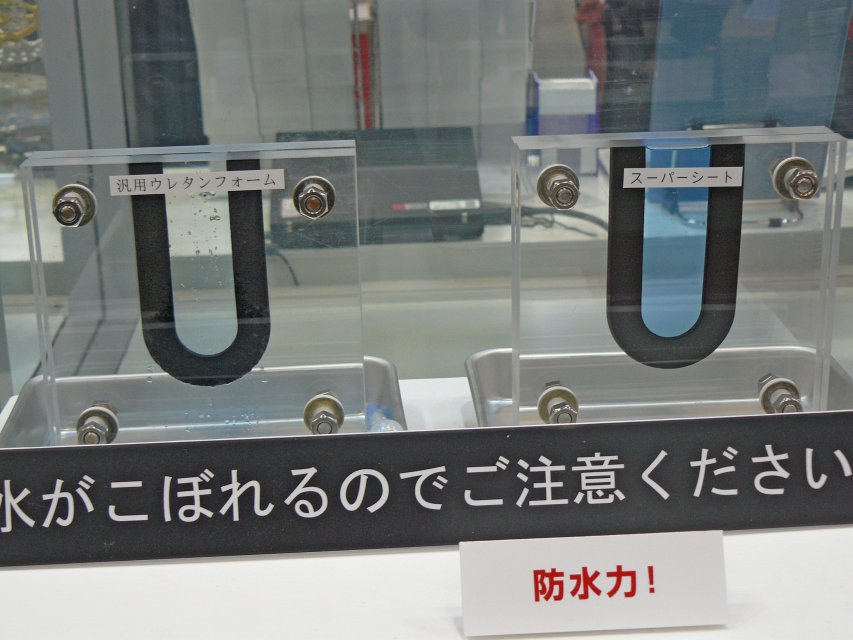 汎用ウレタンフォーム
スーパーシート
水がこぼれるのでご注意ください
防水力!